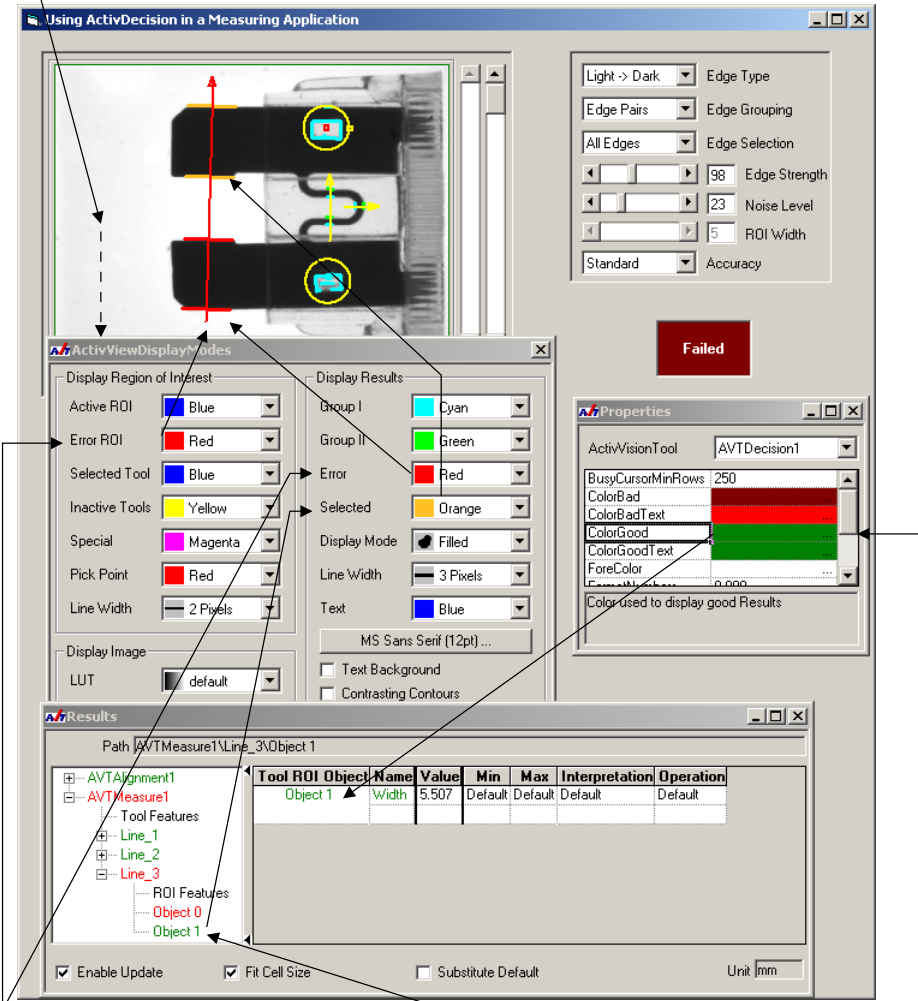 Using ActivDecision in a Measuring Application
Light -> Dark Edge Type
Edge Pairs Edge Grouping
All Edges Edge Selection
98 Edge Strength
23 Noise Level
5 ROI Width
Standard Accuracy
Failed
ActivViewDisplayModes
Display Region of Interest
Active ROI Blue
Error ROI Red
Selected Tool Blue
Inactive Tools Yellow
Special Magenta
Pick Point Red
Line Width 2 Pixels
Display Image
LUT default
Display Results
Group I Cyan
Group II Green
Error Red
Selected Orange
Display Mode Filled
Line Width 3 Pixels
Text Blue
MS Sans Serif (12pt) ...
Text Background
Contrasting Contours
Properties
ActivVisionTool AVTDecision1
BusyCursorMinRows 250
ColorBad
ColorBadText ...
ColorGood ...
ColorGoodText ...
ForeColor ...
Color used to display good Results
Results
Path AVTMeasure1\Line_3\Object 1
AVTAlignment1
AVTMeasure1
Tool Features
Line_1
Line_2
Line_3
ROI Features
Object 0
Object 1
Tool ROI Object Name Value Min Max Interpretation Operation
Object 1 Width 5.507 Default Default Default Default
Enable Update Fit Cell Size Substitute Default Unit mm